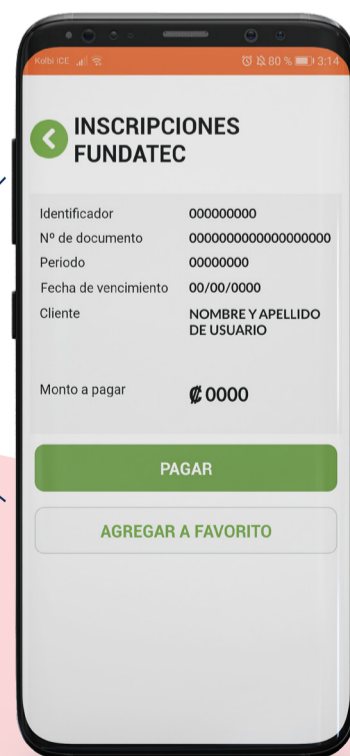 Kolbi ICE 80 % 3:14
INSCRIPCIONES
FUNDATEC
Identificador 000000000
Nº de documento 0000000000000000000
Periodo 00000000
Fecha de vencimiento 00/00/0000
Cliente NOMBRE Y APELLIDO
DE USUARIO
Monto a pagar ₡ 0000
PAGAR
AGREGAR A FAVORITO